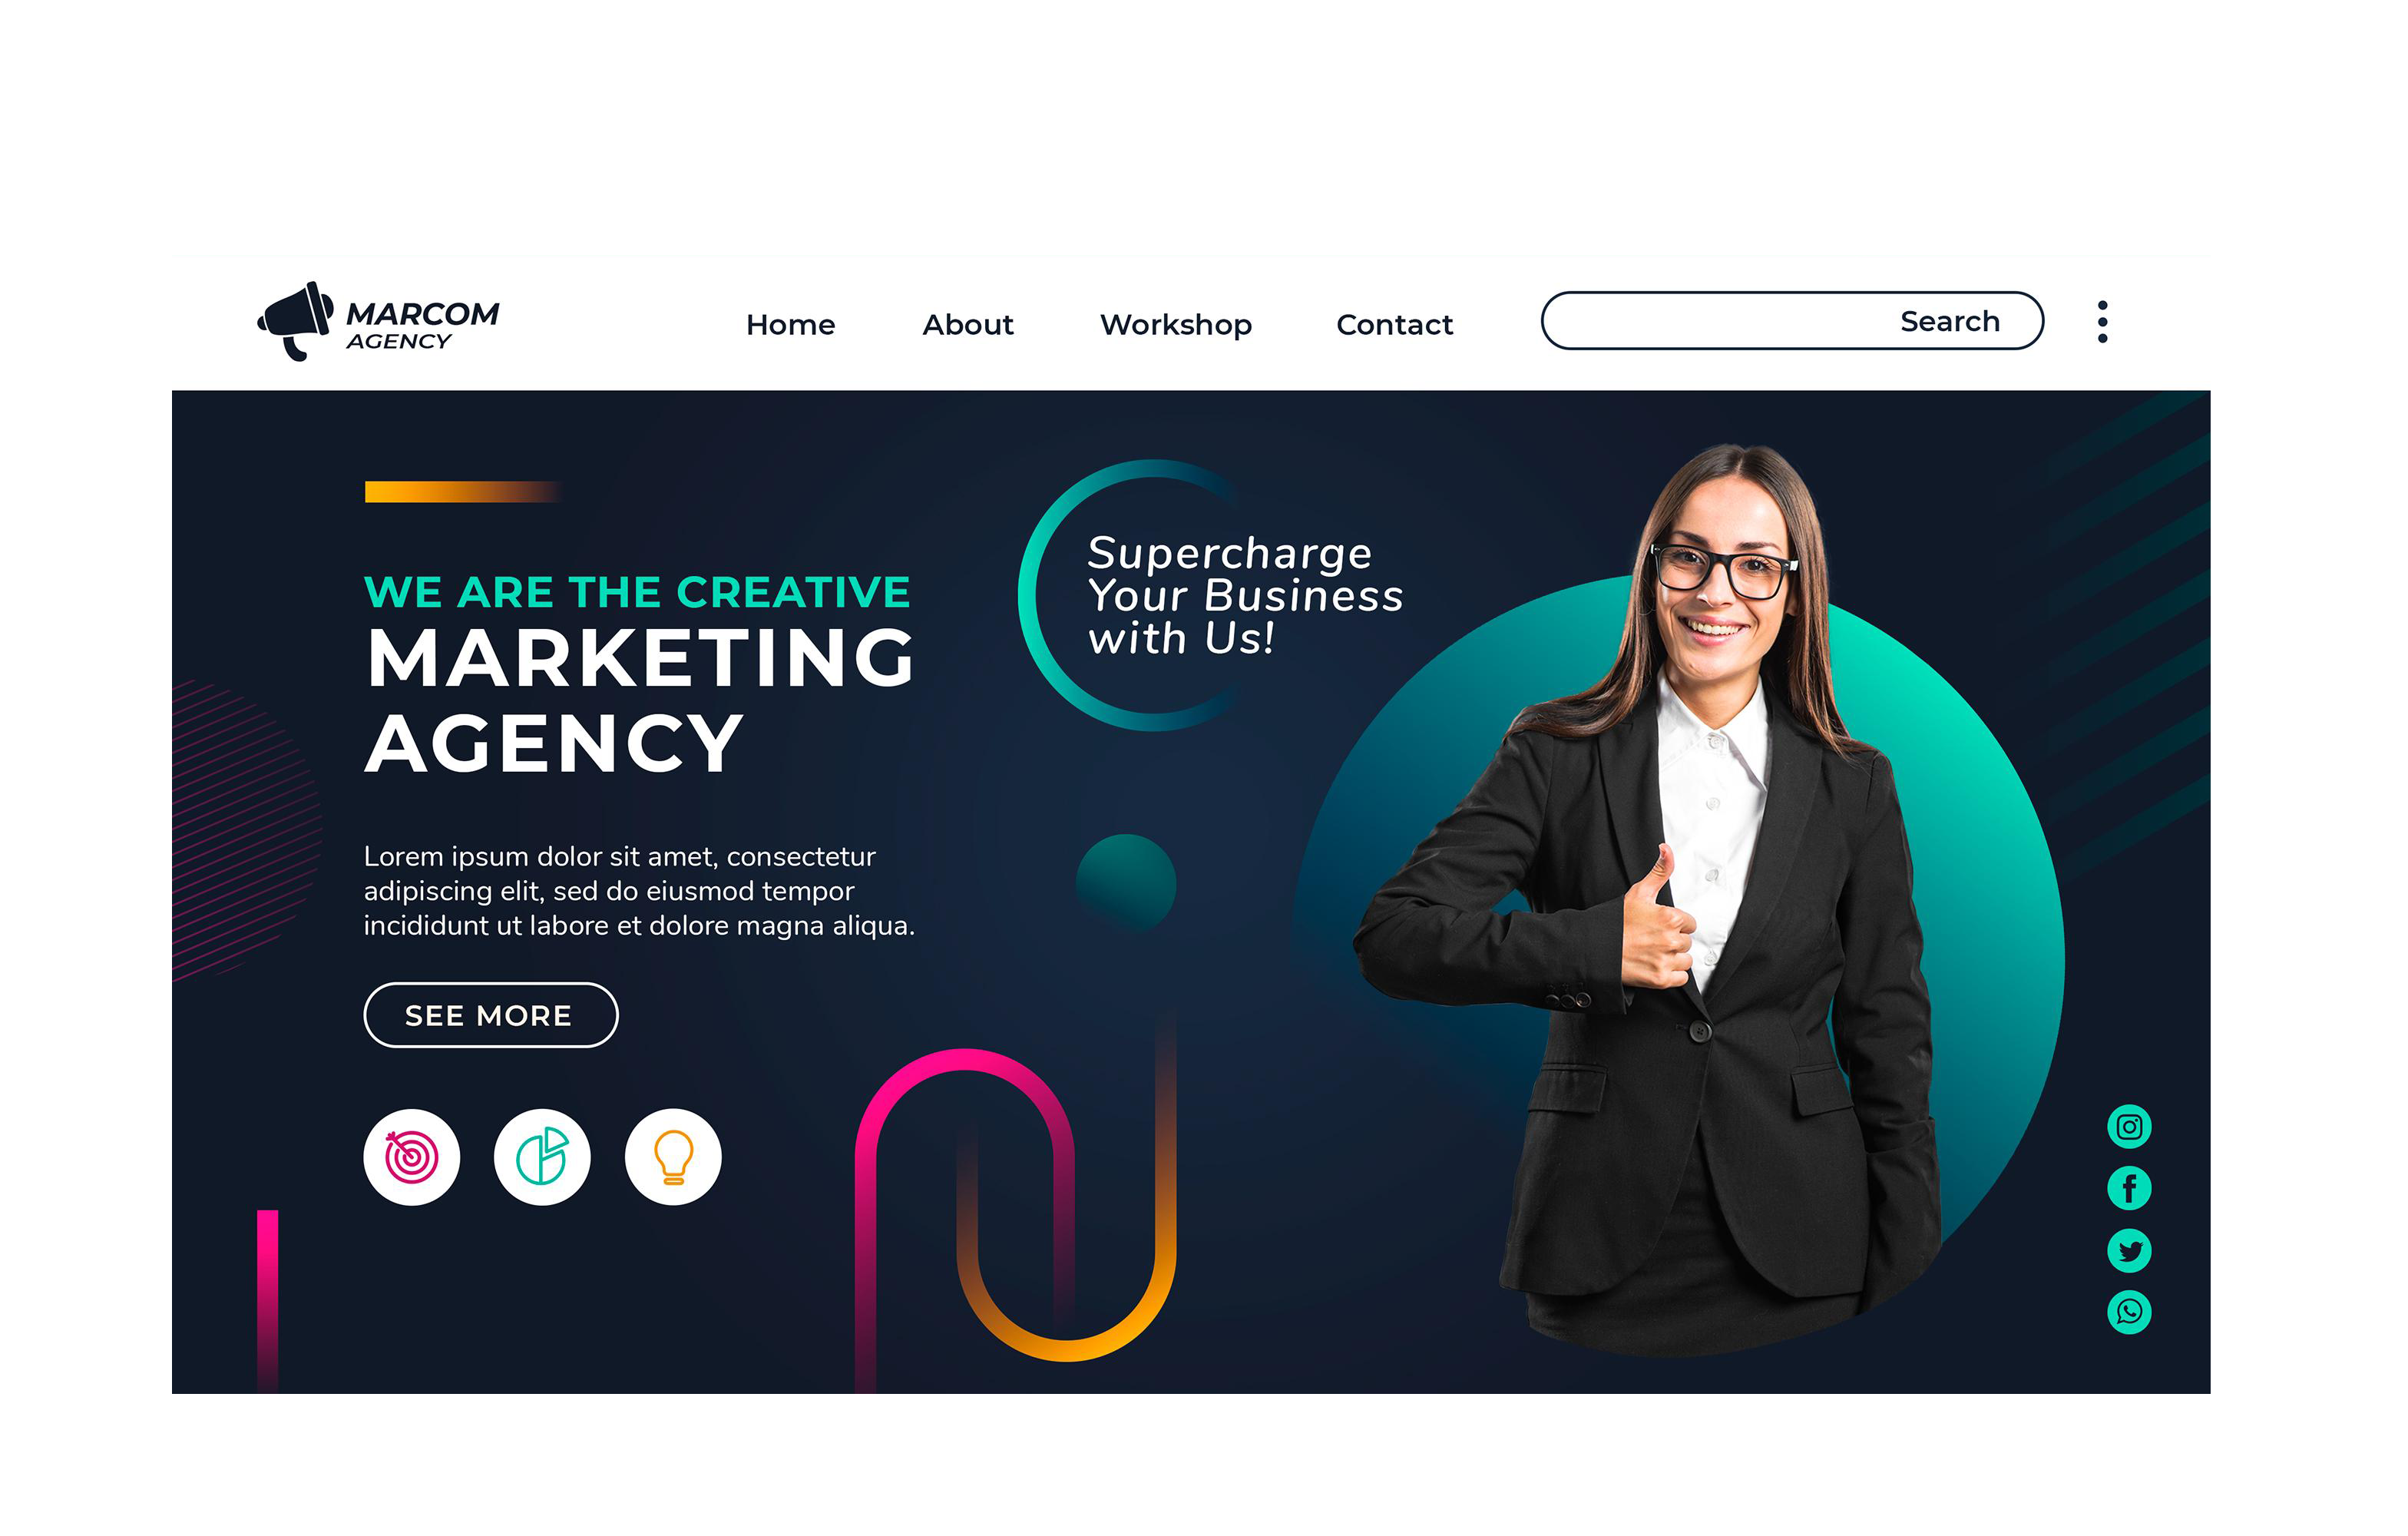 MARCOM
AGENCY
Home
About
Workshop
Contact
Search
WE ARE THE CREATIVE
MARKETING
AGENCY
Supercharge
Your Business
with Us!
Lorem ipsum dolor sit amet, consectetur
adipiscing elit, sed do eiusmod tempor
incididunt ut labore et dolore magna aliqua.
SEE MORE